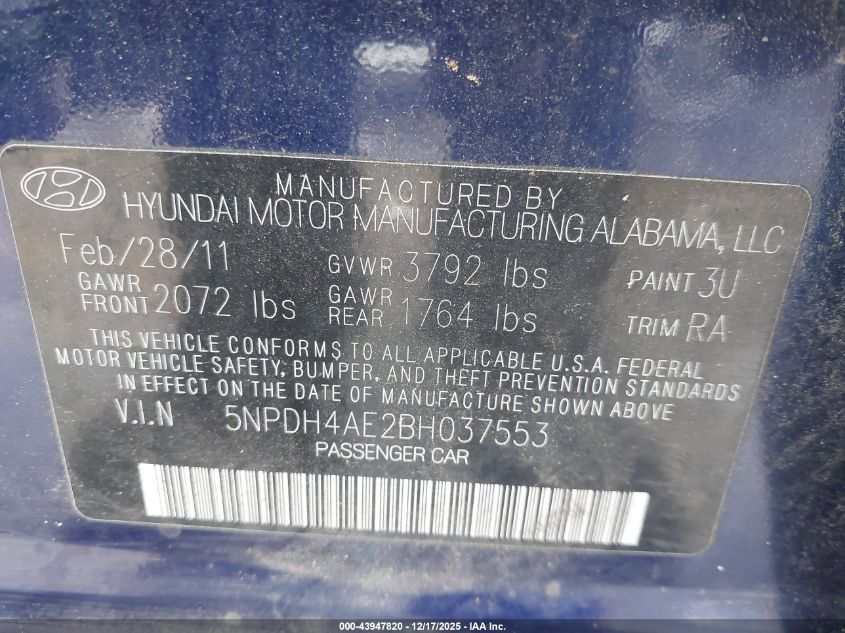 MANUFACTURED BY
HYUNDAI MOTOR MANUFACTURING ALABAMA, LLC
Feb/28/11 GVWR 3792 lbs PAINT 3U
GAWR FRONT 2072 lbs GAWR REAR 1764 lbs TRIM RA
THIS VEHICLE CONFORMS TO ALL APPLICABLE U.S.A. FEDERAL
MOTOR VEHICLE SAFETY, BUMPER, AND THEFT PREVENTION STANDARDS
IN EFFECT ON THE DATE OF MANUFACTURE SHOWN ABOVE
V.I.N 5NPDH4AE2BH037553
PASSENGER CAR
000-43947820 - 12/17/2025 - IAA Inc.